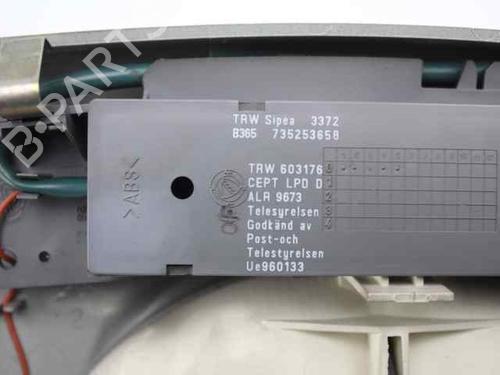 B-PARTS
TRW Sipea 3372
B365 735253658
TRW 603176
CEPT LPD D
ALR 9673
Telesyrelsen
Godkänd av
Post-och
Telestyrelsen
Ue960133
>ABS<